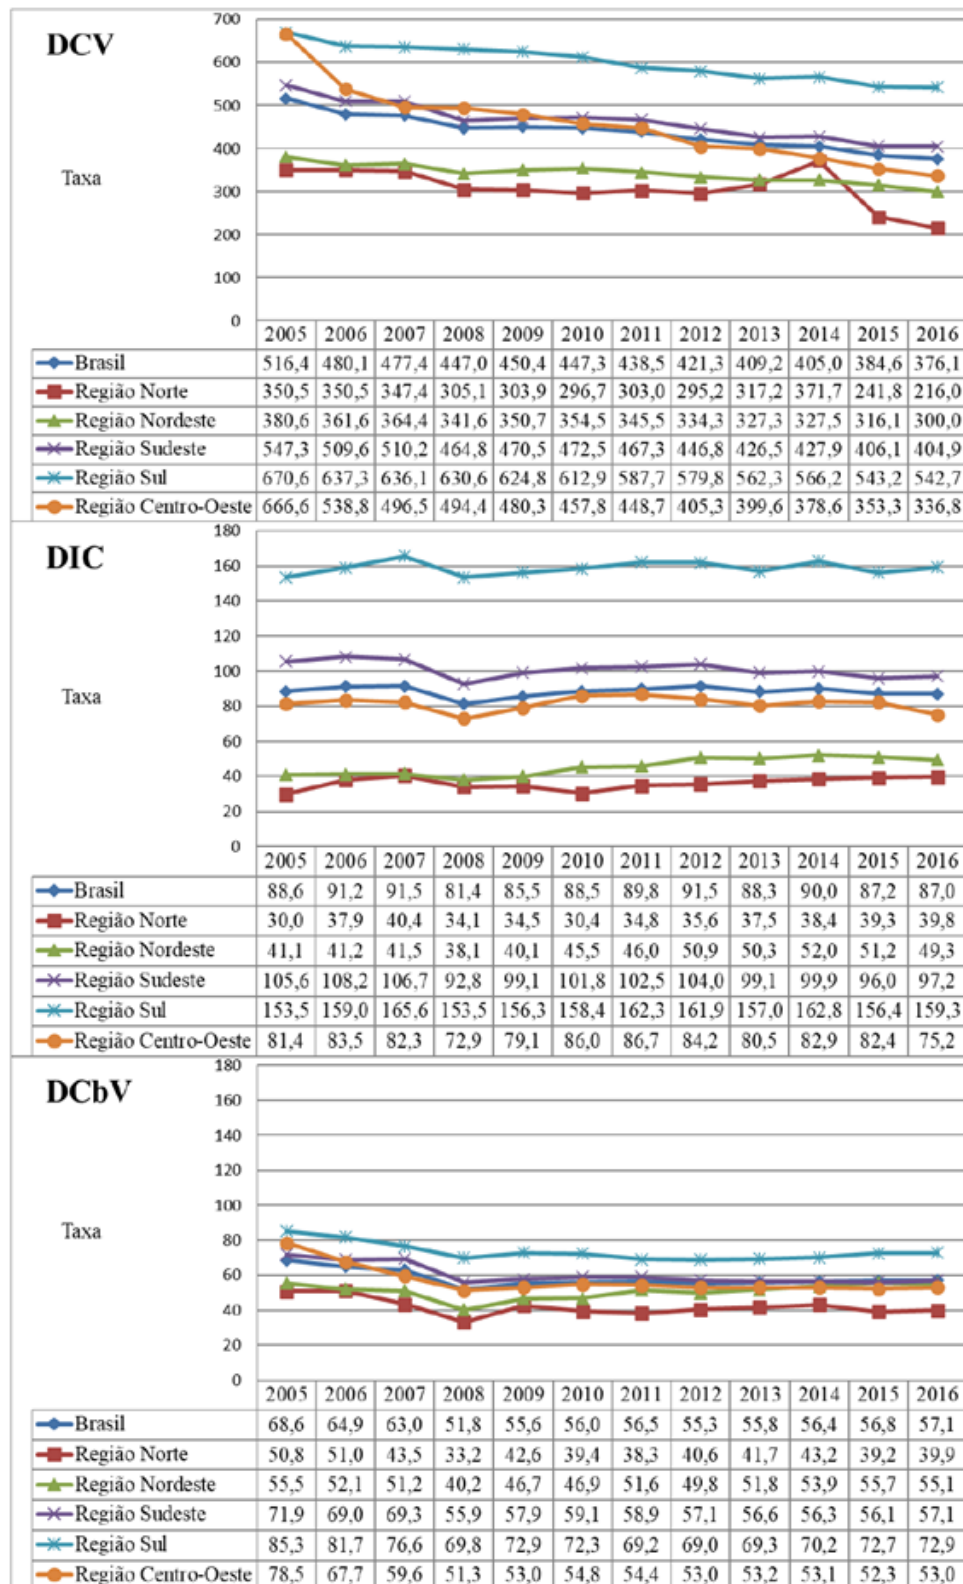 DCV
Taxa
700
600
500
400
300
200
100
0
2005 2006 2007 2008 2009 2010 2011 2012 2013 2014 2015 2016
Brasil 516,4 480,1 477,4 447,0 450,4 447,3 438,5 421,3 409,2 405,0 384,6 376,1
Região Norte 350,5 350,5 347,4 305,1 303,9 296,7 303,0 295,2 317,2 371,7 241,8 216,0
Região Nordeste 380,6 361,6 364,4 341,6 350,7 354,5 345,5 334,3 327,3 327,5 316,1 300,0
Região Sudeste 547,3 509,6 510,2 464,8 470,5 472,5 467,3 446,8 426,5 427,9 406,1 404,9
Região Sul 670,6 637,3 636,1 630,6 624,8 612,9 587,7 579,8 562,3 566,2 543,2 542,7
Região Centro-Oeste 666,6 538,8 496,5 494,4 480,3 457,8 448,7 405,3 399,6 378,6 353,3 336,8
DIC
Taxa
180
160
140
120
100
80
60
40
20
0
2005 2006 2007 2008 2009 2010 2011 2012 2013 2014 2015 2016
Brasil 88,6 91,2 91,5 81,4 85,5 88,5 89,8 91,5 88,3 90,0 87,2 87,0
Região Norte 30,0 37,9 40,4 34,1 34,5 30,4 34,8 35,6 37,5 38,4 39,3 39,8
Região Nordeste 41,1 41,2 41,5 38,1 40,1 45,5 46,0 50,9 50,3 52,0 51,2 49,3
Região Sudeste 105,6 108,2 106,7 92,8 99,1 101,8 102,5 104,0 99,1 99,9 96,0 97,2
Região Sul 153,5 159,0 165,6 153,5 156,3 158,4 162,3 161,9 157,0 162,8 156,4 159,3
Região Centro-Oeste 81,4 83,5 82,3 72,9 79,1 86,0 86,7 84,2 80,5 82,9 82,4 75,2
DCbV
Taxa
180
160
140
120
100
80
60
40
20
0
2005 2006 2007 2008 2009 2010 2011 2012 2013 2014 2015 2016
Brasil 68,6 64,9 63,0 51,8 55,6 56,0 56,5 55,3 55,8 56,4 56,8 57,1
Região Norte 50,8 51,0 43,5 33,2 42,6 39,4 38,3 40,6 41,7 43,2 39,2 39,9
Região Nordeste 55,5 52,1 51,2 40,2 46,7 46,9 51,6 49,8 51,8 53,9 55,7 55,1
Região Sudeste 71,9 69,0 69,3 55,9 57,9 59,1 58,9 57,1 56,6 56,3 56,1 57,1
Região Sul 85,3 81,7 76,6 69,8 72,9 72,3 69,2 69,0 69,3 70,2 72,7 72,9
Região Centro-Oeste 78,5 67,7 59,6 51,3 53,0 54,8 54,4 53,0 53,2 53,1 52,3 53,0